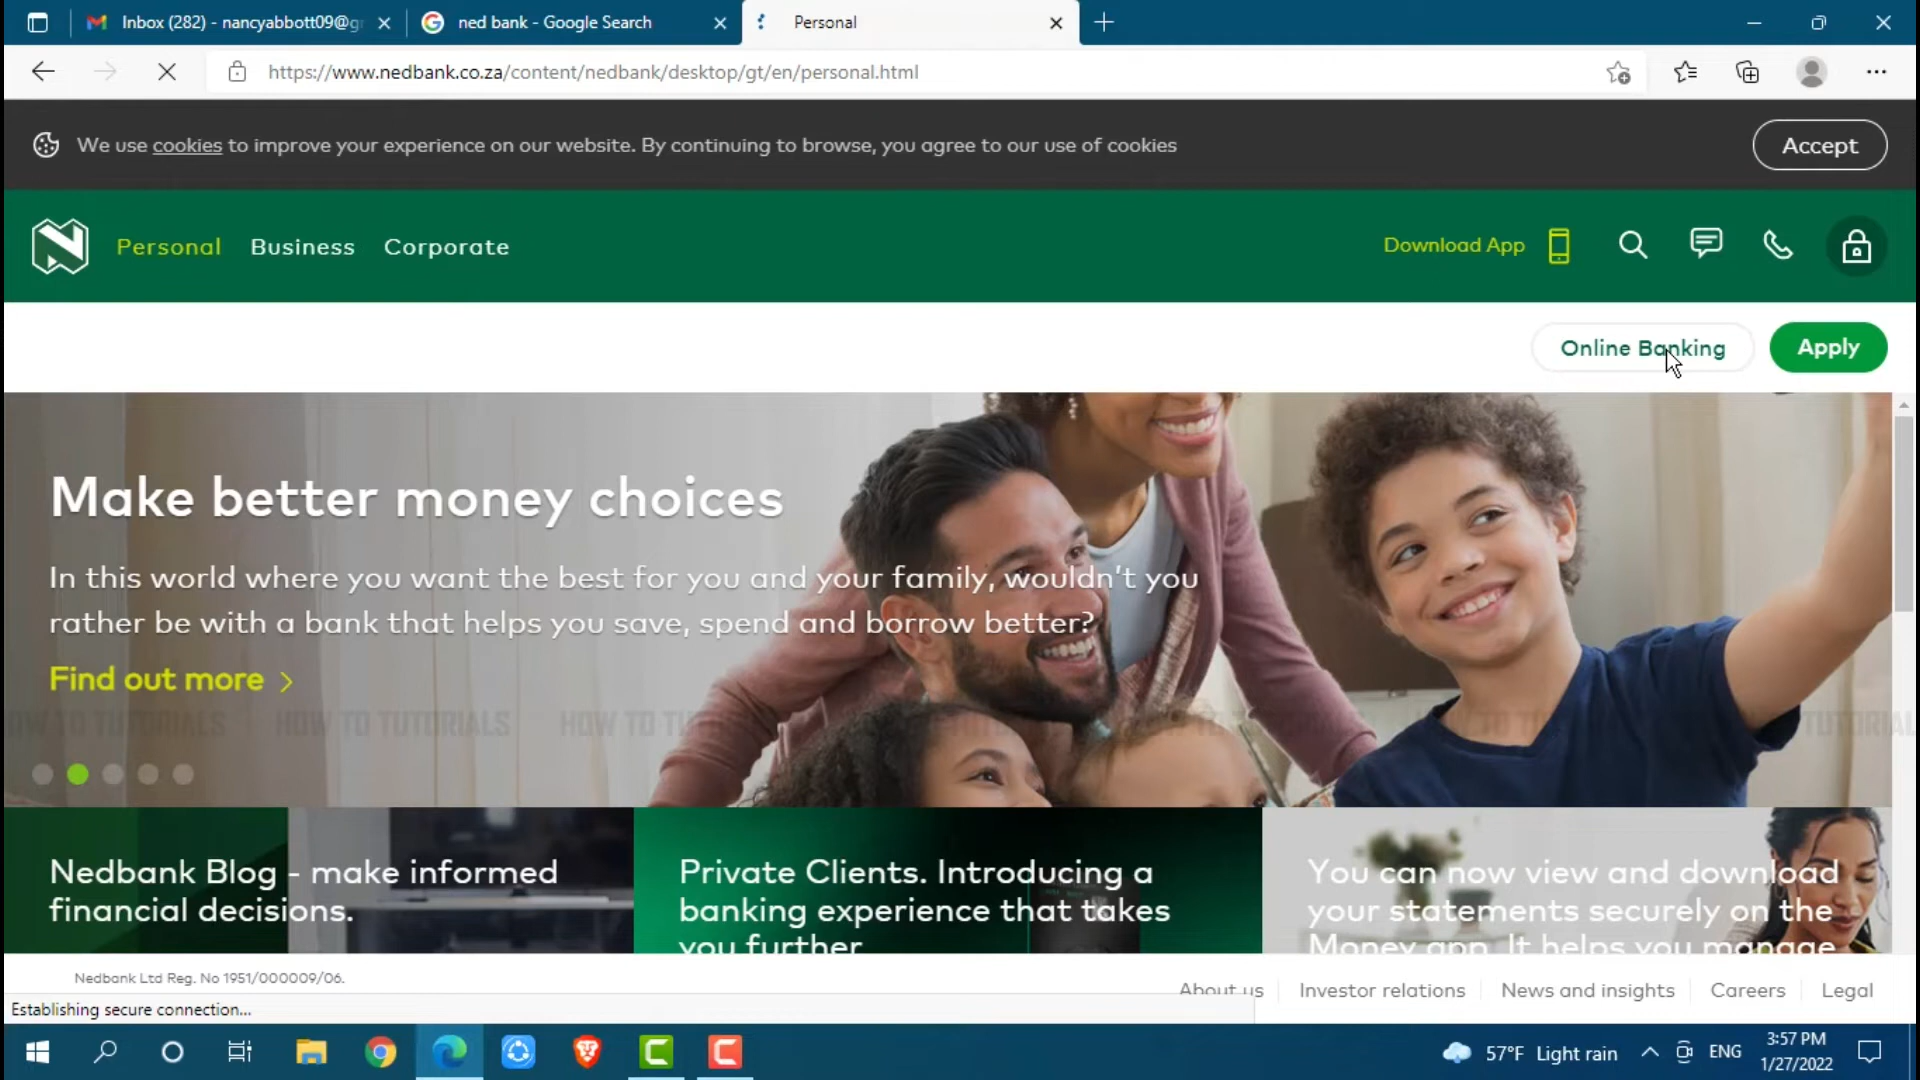 Inbox (282) - nancyabbott09@g
ned bank - Google Search
Personal
https://www.nedbank.co.za/content/nedbank/desktop/gt/en/personal.html
We use cookies to improve your experience on our website. By continuing to browse, you agree to our use of cookies
Accept
Personal
Business
Corporate
Download App
Online Banking
Apply
Make better money choices
In this world where you want the best for you and your family, wouldn't you
rather be with a bank that helps you save, spend and borrow better?
Find out more >
HOW TO TUTORIALS HOW TO TUTORIALS HOW TO TUTORIALS
Nedbank Blog - make informed
financial decisions.
Private Clients. Introducing a
banking experience that takes
you further
You can now view and download
your statements securely on the
Money app. It helps you manage
Nedbank Ltd Reg. No 1951/000009/06.
About us
Investor relations
News and insights
Careers
Legal
Establishing secure connection...
57°F Light rain
ENG
3:57 PM
1/27/2022